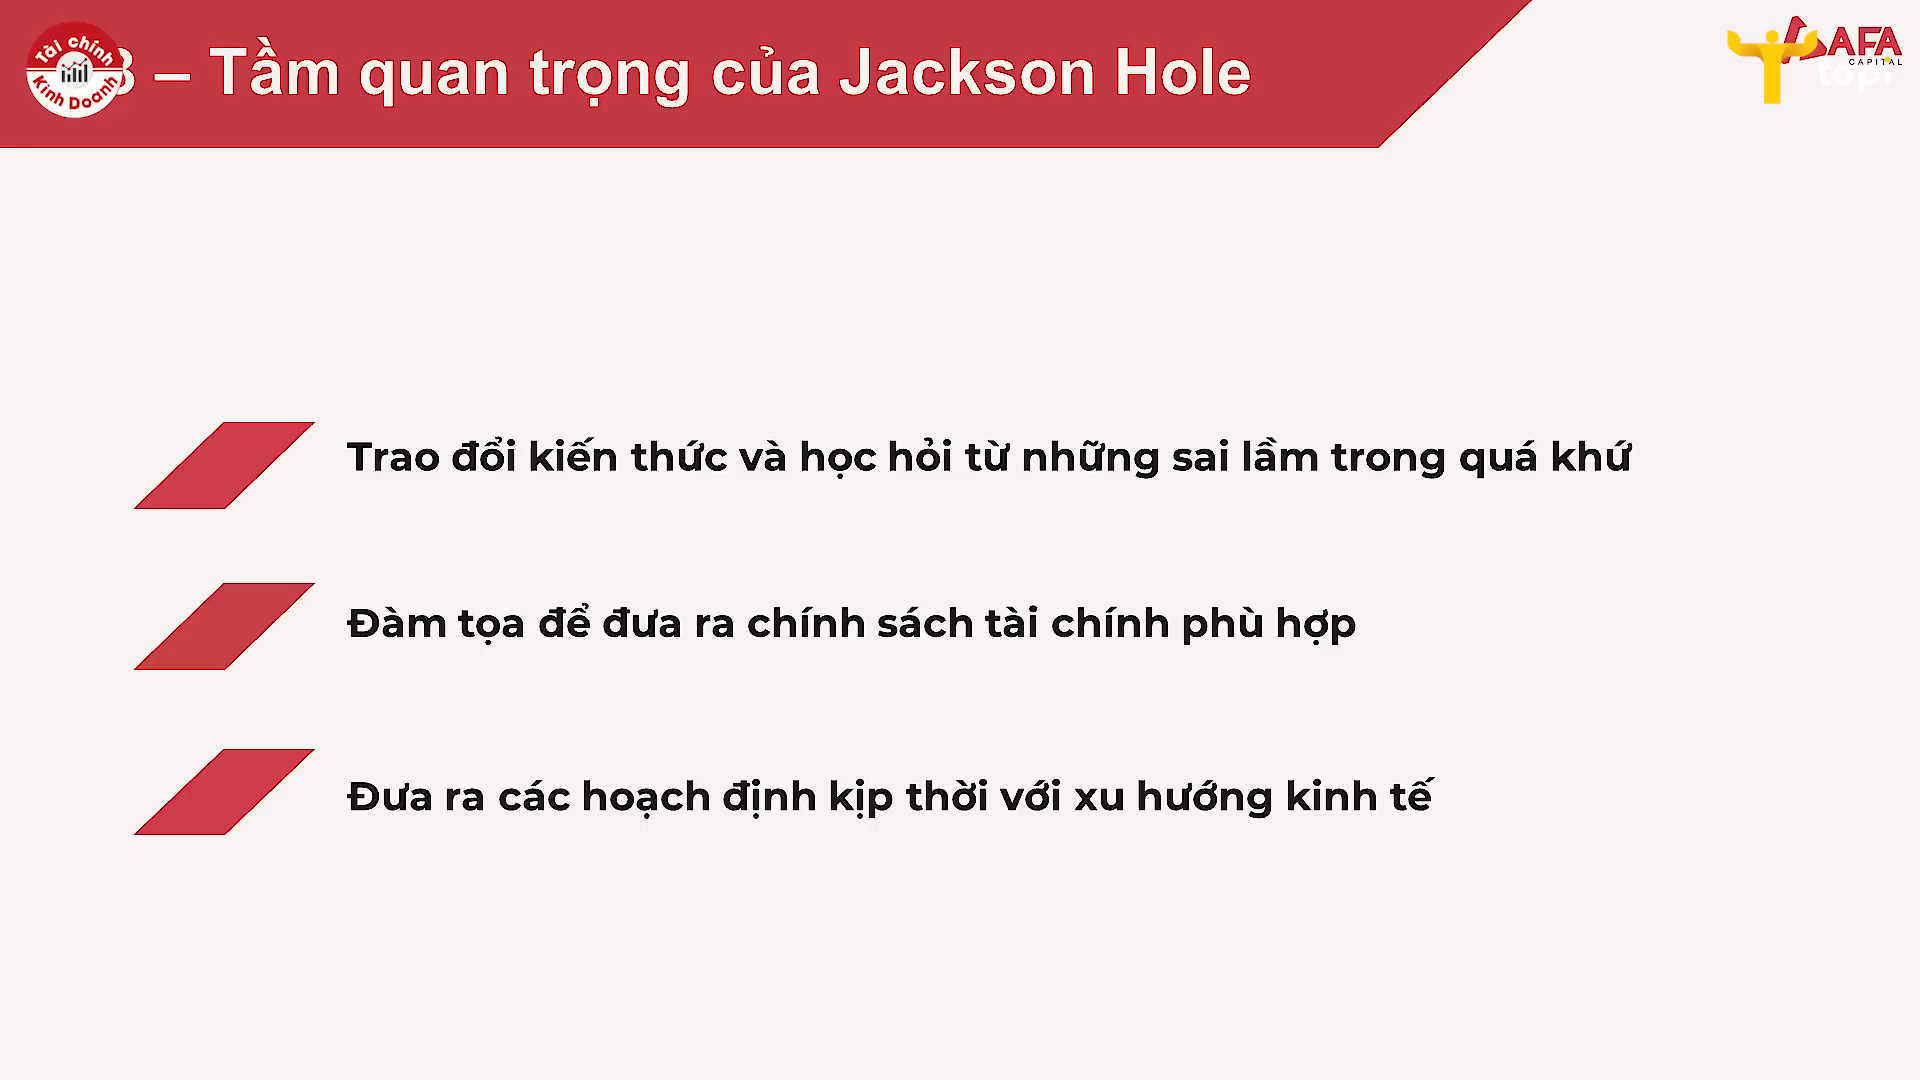 3 – Tầm quan trọng của Jackson Hole
Tài chính
Kinh Doanh
AFA
CAPITAL
topi
Trao đổi kiến thức và học hỏi từ những sai lầm trong quá khứ
Đàm tọa để đưa ra chính sách tài chính phù hợp
Đưa ra các hoạch định kịp thời với xu hướng kinh tế